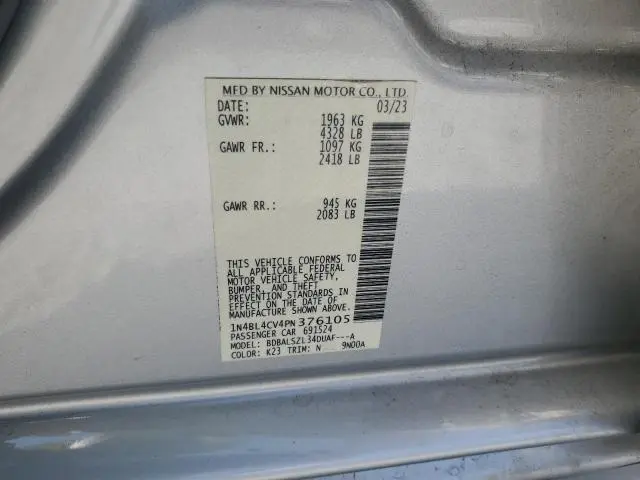 MFD BY NISSAN MOTOR CO., LTD.
DATE: 03/23
GVWR: 1963 KG
4328 LB
GAWR FR.: 1097 KG
2418 LB
GAWR RR.: 945 KG
2083 LB
THIS VEHICLE CONFORMS TO
ALL APPLICABLE FEDERAL
MOTOR VEHICLE SAFETY,
BUMPER, AND THEFT
PREVENTION STANDARDS IN
EFFECT ON THE DATE OF
MANUFACTURE SHOWN ABOVE.
1N4BL4CV4PN376105
PASSENGER CAR 691524
MODEL: BDBALSZL34DUAF---A
COLOR: K23 TRIM: N 9N00A